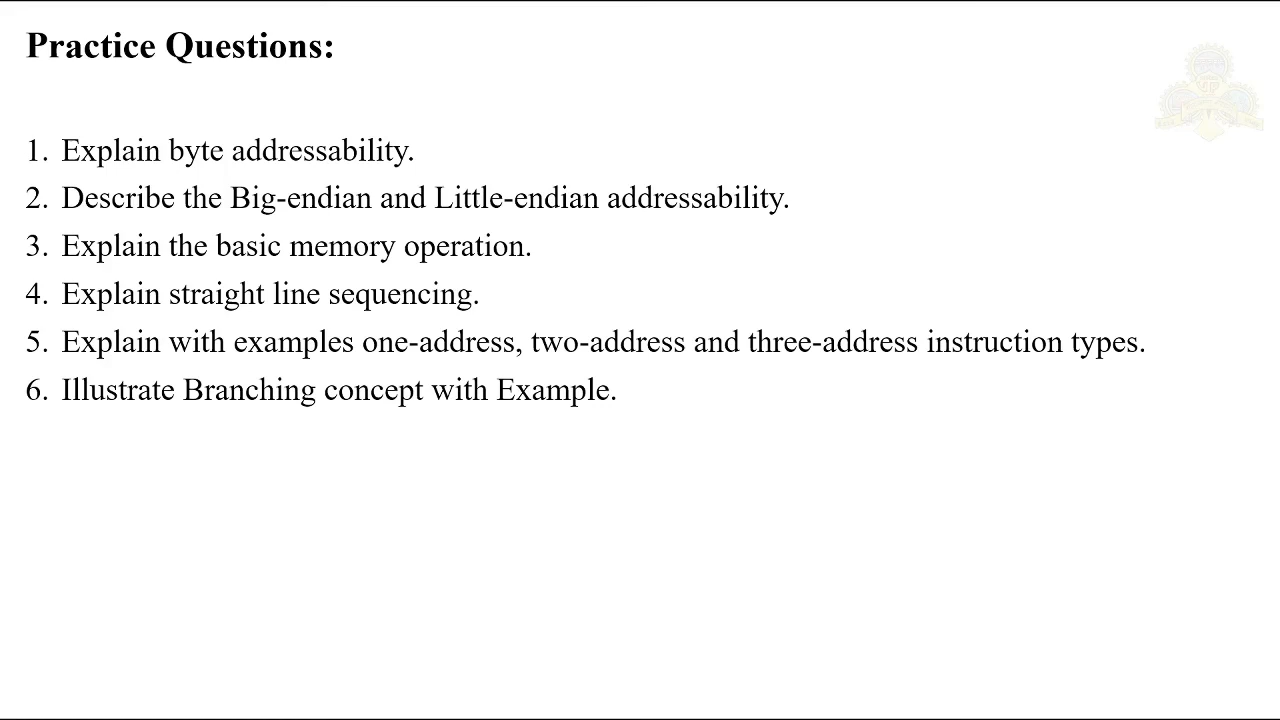 Practice Questions:
1. Explain byte addressability.
2. Describe the Big-endian and Little-endian addressability.
3. Explain the basic memory operation.
4. Explain straight line sequencing.
5. Explain with examples one-address, two-address and three-address instruction types.
6. Illustrate Branching concept with Example.